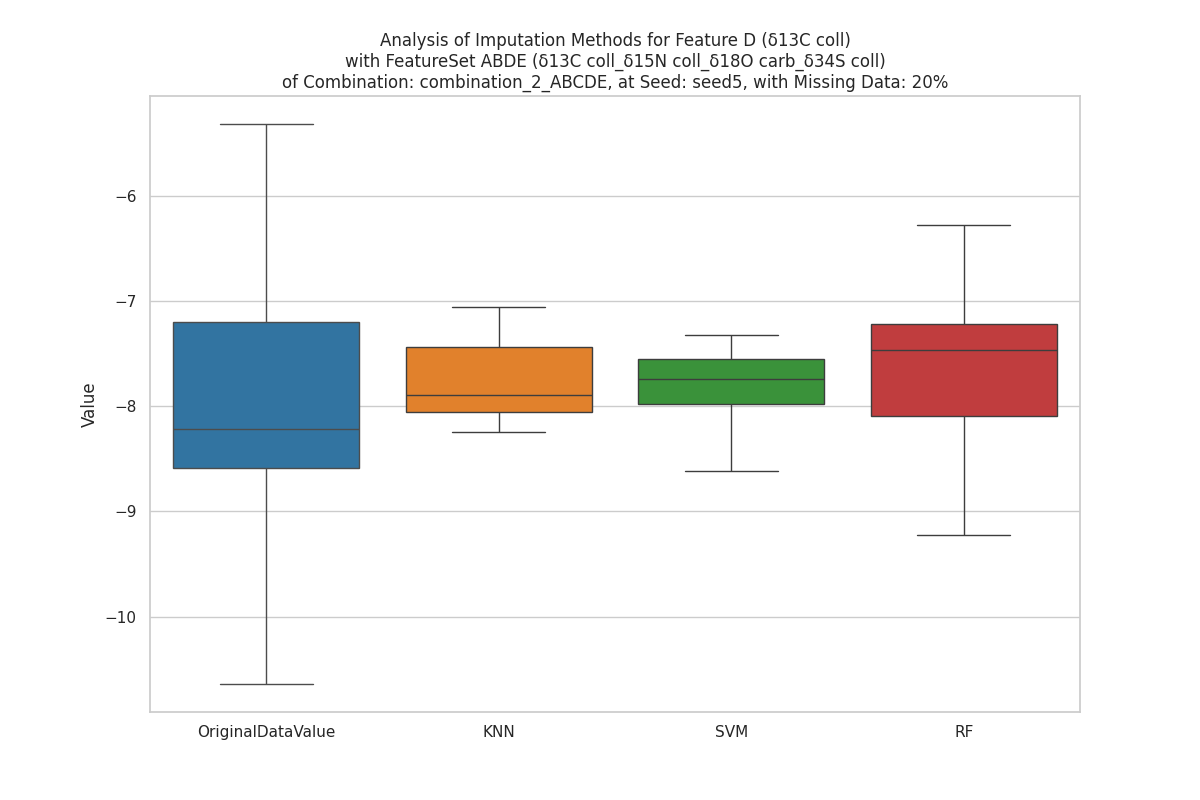 Analysis of Imputation Methods for Feature D (δ13C coll)
with FeatureSet ABDE (δ13C coll_δ15N coll_δ18O carb_δ34S coll)
of Combination: combination_2_ABCDE, at Seed: seed5, with Missing Data: 20%
Value
−6
−7
−8
−9
−10
OriginalDataValue
KNN
SVM
RF